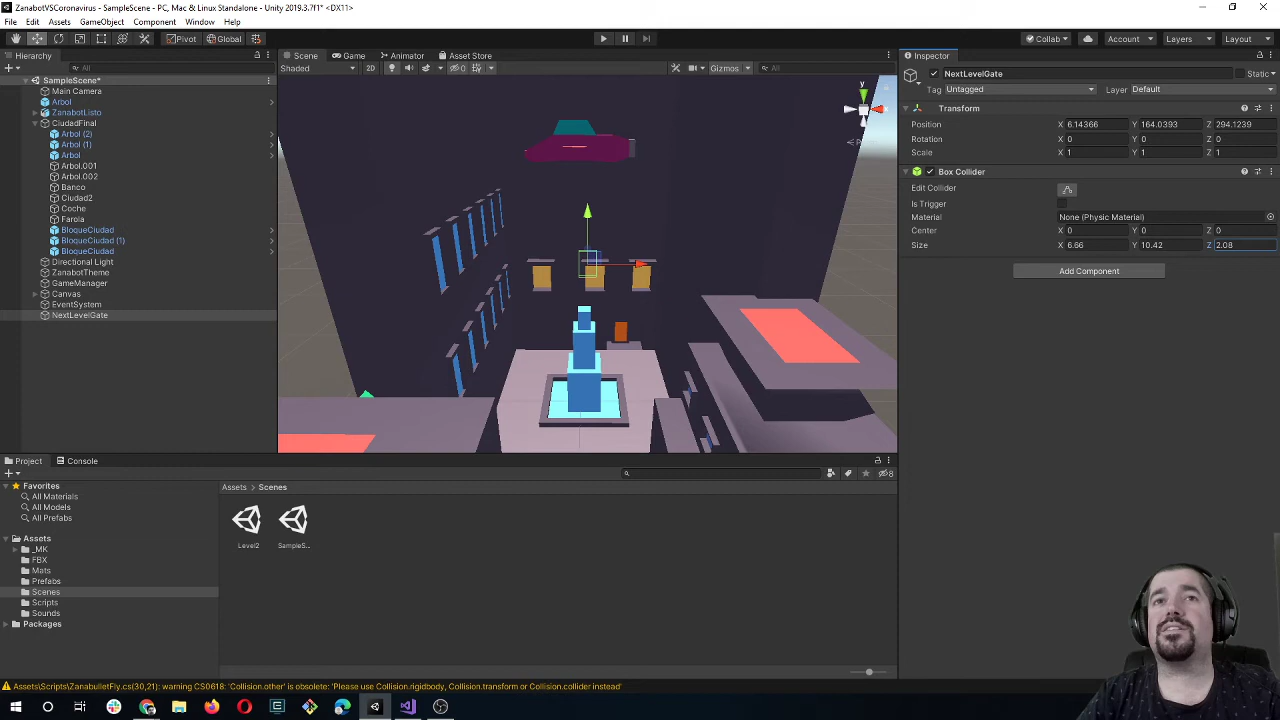 ZanabotVSCoronavirus - SampleScene - PC, Mac & Linux Standalone - Unity 2019.3.7f1* <DX11>
File Edit Assets GameObject Component Window Help
Pivot Global Collab Account Layers Layout
Hierarchy
All
SampleScene*
Main Camera
Arbol
ZanabotListo
CiudadFinal
Arbol (2)
Arbol (1)
Arbol
Arbol.001
Arbol.002
Banco
Ciudad2
Coche
Farola
BloqueCiudad
BloqueCiudad (1)
BloqueCiudad
Directional Light
ZanabotTheme
GameManager
Canvas
EventSystem
NextLevelGate
Scene Game Animator Asset Store
Shaded 2D 0 Gizmos All
y
Inspector
NextLevelGate Static
Tag Untagged Layer Default
Transform
Position X 6.14366 Y 164.0393 Z 294.1239
Rotation X 0 Y 0 Z 0
Scale X 1 Y 1 Z 1
Box Collider
Edit Collider
Is Trigger
Material None (Physic Material)
Center X 0 Y 0 Z 0
Size X 6.66 Y 10.42 Z 2.08
Add Component
Project Console
8
Favorites
All Materials
All Models
All Prefabs
Assets
_MK
FBX
Mats
Prefabs
Scenes
Scripts
Sounds
Packages
Assets > Scenes
Level2 SampleS...
Assets\Scripts\ZanabulletFly.cs(30,21): warning CS0618: 'Collision.other' is obsolete: 'Please use Collision.rigidbody, Collision.transform or Collision.collider instead'